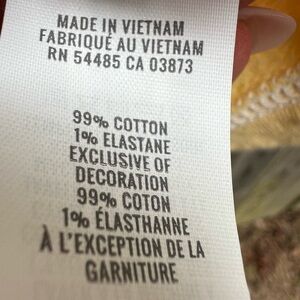 MADE IN VIETNAM
FABRIQUÉ AU VIETNAM
RN 54485 CA 03873
99% COTTON
1% ELASTANE
EXCLUSIVE OF
DECORATION
99% COTON
1% ÉLASTHANNE
À L'EXCEPTION DE LA
GARNITURE